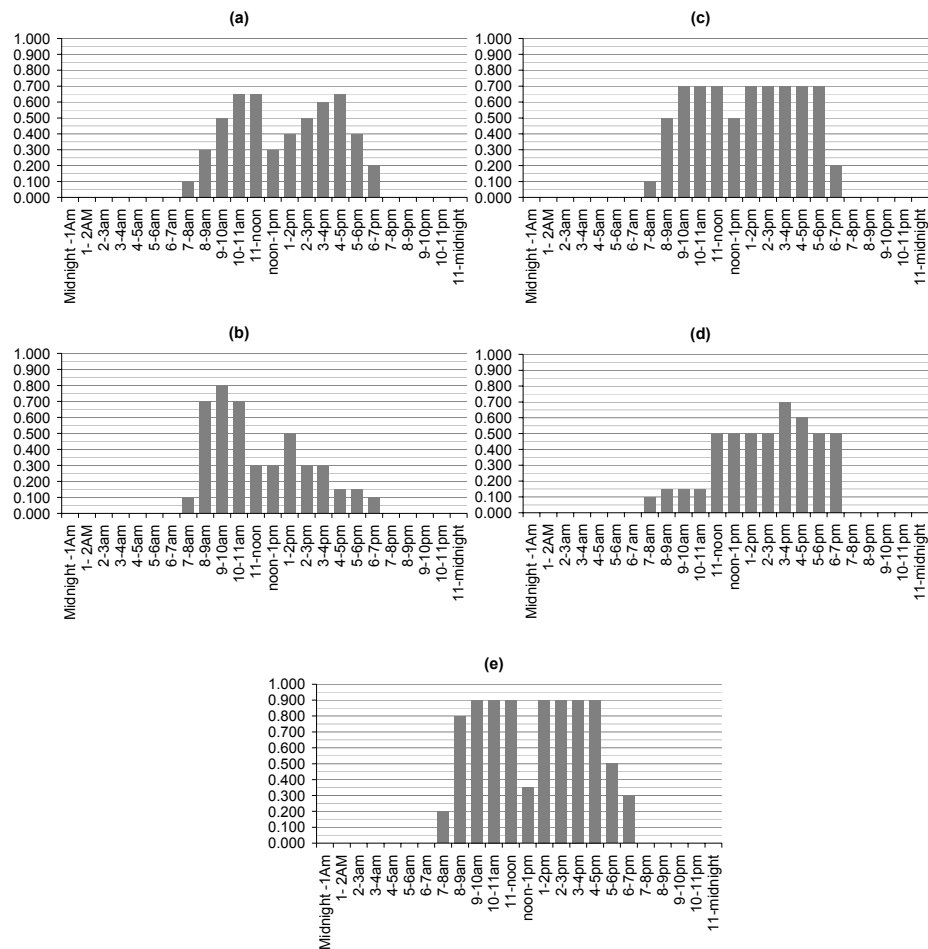 (a)
1.000
0.900
0.800
0.700
0.600
0.500
0.400
0.300
0.200
0.100
0.000
Midnight -1Am
1- 2AM
2-3am
3-4am
4-5am
5-6am
6-7am
7-8am
8-9am
9-10am
10-11am
11-noon
noon-1pm
1-2pm
2-3pm
3-4pm
4-5pm
5-6pm
6-7pm
7-8pm
8-9pm
9-10pm
10-11pm
11-midnight
(c)
1.000
0.900
0.800
0.700
0.600
0.500
0.400
0.300
0.200
0.100
0.000
Midnight -1Am
1- 2AM
2-3am
3-4am
4-5am
5-6am
6-7am
7-8am
8-9am
9-10am
10-11am
11-noon
noon-1pm
1-2pm
2-3pm
3-4pm
4-5pm
5-6pm
6-7pm
7-8pm
8-9pm
9-10pm
10-11pm
11-midnight
(b)
1.000
0.900
0.800
0.700
0.600
0.500
0.400
0.300
0.200
0.100
0.000
Midnight -1Am
1- 2AM
2-3am
3-4am
4-5am
5-6am
6-7am
7-8am
8-9am
9-10am
10-11am
11-noon
noon-1pm
1-2pm
2-3pm
3-4pm
4-5pm
5-6pm
6-7pm
7-8pm
8-9pm
9-10pm
10-11pm
11-midnight
(d)
1.000
0.900
0.800
0.700
0.600
0.500
0.400
0.300
0.200
0.100
0.000
Midnight -1Am
1- 2AM
2-3am
3-4am
4-5am
5-6am
6-7am
7-8am
8-9am
9-10am
10-11am
11-noon
noon-1pm
1-2pm
2-3pm
3-4pm
4-5pm
5-6pm
6-7pm
7-8pm
8-9pm
9-10pm
10-11pm
11-midnight
(e)
1.000
0.900
0.800
0.700
0.600
0.500
0.400
0.300
0.200
0.100
0.000
Midnight -1Am
1- 2AM
2-3am
3-4am
4-5am
5-6am
6-7am
7-8am
8-9am
9-10am
10-11am
11-noon
noon-1pm
1-2pm
2-3pm
3-4pm
4-5pm
5-6pm
6-7pm
7-8pm
8-9pm
9-10pm
10-11pm
11-midnight